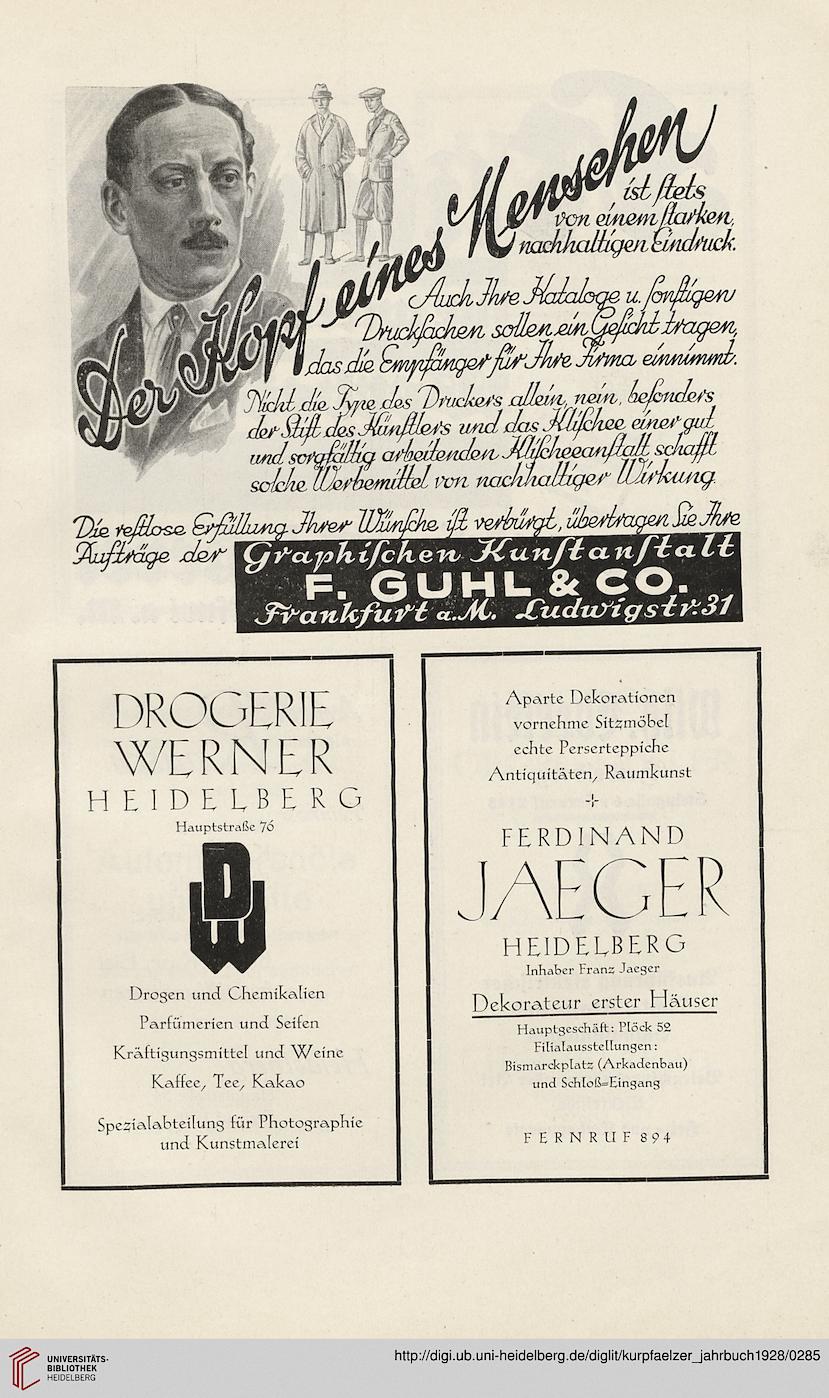 Der Kopf eines Menschen
ist stets
von einem starken,
nachhaltigen Eindruck.
Auch Ihre Kataloge u. sonstigen
Drucksachen sollen ein Gesicht tragen,
das die Empfänger für Ihre Firma einnimmt.
Nicht die Type des Druckers allein, nein, besonders
der Stift des Künstlers und das Klischee einer gut
und sorgfältig arbeitenden Klischeeanstalt schafft
solche Werbemittel von nachhaltiger Wirkung.
Die restlose Erfüllung Ihrer Wünsche ist verbürgt, übertragen Sie Ihre
Aufträge der Graphischen Kunstanstalt
F. GUHL & CO.
Frankfurt a.M. Ludwigstr. 31
DROGERIE
WERNER
HEIDELBERG
Hauptstraße 76
DW
Drogen und Chemikalien
Parfümerien und Seifen
Kräftigungsmittel und Weine
Kaffee, Tee, Kakao
Spezialabteilung für Photographie
und Kunstmalerei
Aparte Dekorationen
vornehme Sitzmöbel
echte Perserteppiche
Antiquitäten, Raumkunst
FERDINAND
JAEGER
HEIDELBERG
Inhaber Franz Jaeger
Dekorateur erster Häuser
Hauptgeschäft: Plöck 52
Filialausstellungen:
Bismarckplatz (Arkadenbau)
und Schloß=Eingang
FERNRUF 894
UNIVERSITÄTS-
BIBLIOTHEK
HEIDELBERG
http://digi.ub.uni-heidelberg.de/diglit/kurpfaelzer_jahrbuch1928/0285